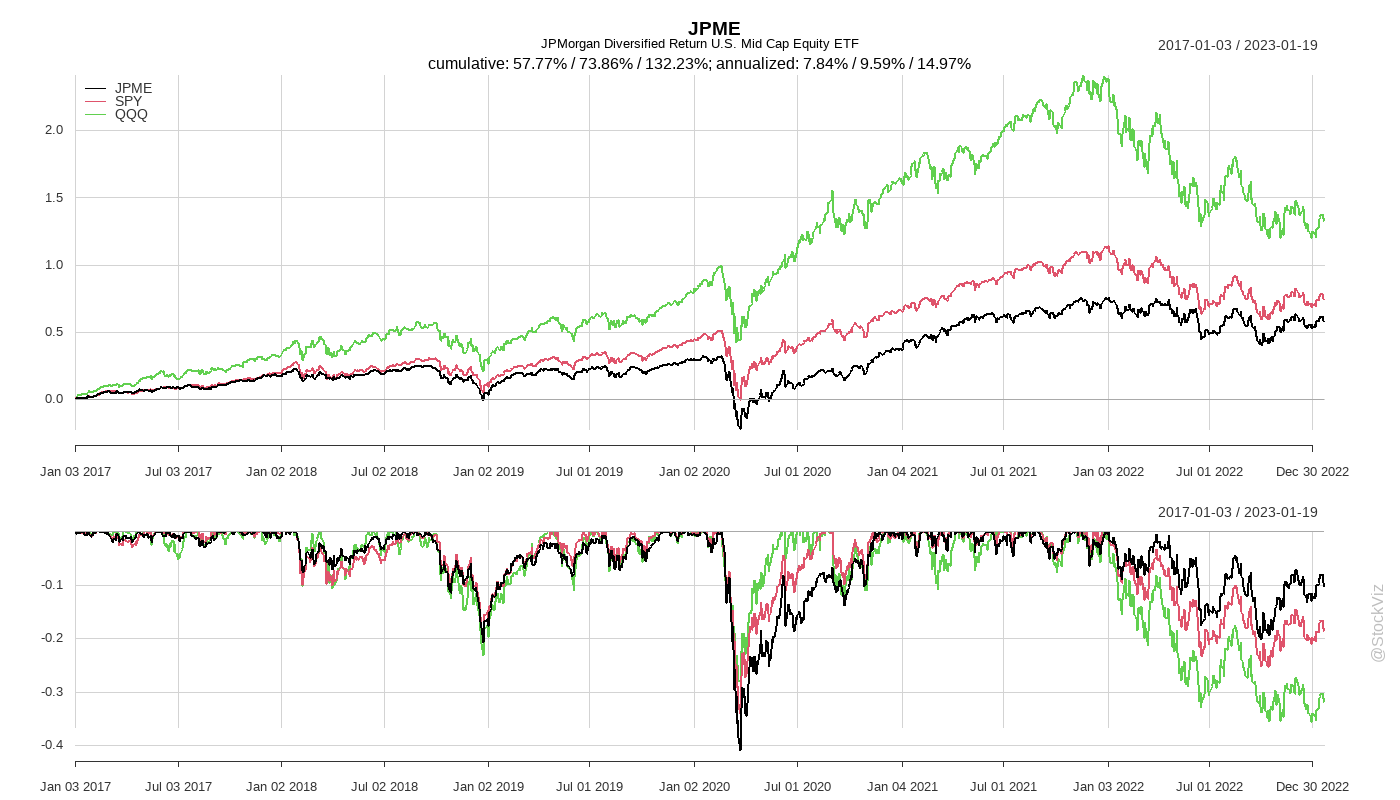 JPME
JPMorgan Diversified Return U.S. Mid Cap Equity ETF
2017-01-03 / 2023-01-19
cumulative: 57.77% / 73.86% / 132.23%; annualized: 7.84% / 9.59% / 14.97%
JPME
SPY
QQQ
2.0
1.5
1.0
0.5
0.0
Jan 03 2017 Jul 03 2017 Jan 02 2018 Jul 02 2018 Jan 02 2019 Jul 01 2019 Jan 02 2020 Jul 01 2020 Jan 04 2021 Jul 01 2021 Jan 03 2022 Jul 01 2022 Dec 30 2022
2017-01-03 / 2023-01-19
-0.1
-0.2
-0.3
-0.4
Jan 03 2017 Jul 03 2017 Jan 02 2018 Jul 02 2018 Jan 02 2019 Jul 01 2019 Jan 02 2020 Jul 01 2020 Jan 04 2021 Jul 01 2021 Jan 03 2022 Jul 01 2022 Dec 30 2022
@StockViz